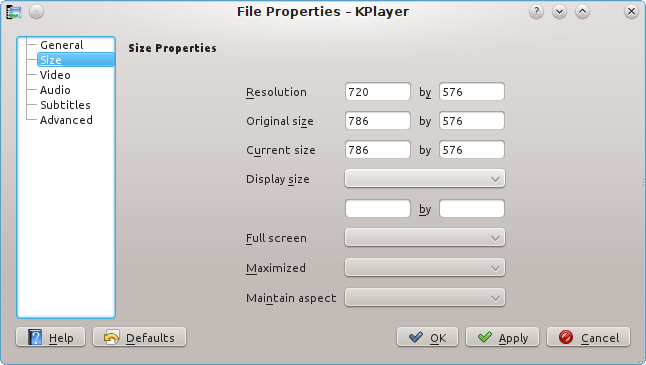 File Properties – KPlayer
General
Size
Video
Audio
Subtitles
Advanced
Size Properties
Resolution 720 by 576
Original size 786 by 576
Current size 786 by 576
Display size
by
Full screen
Maximized
Maintain aspect
Help Defaults OK Apply Cancel